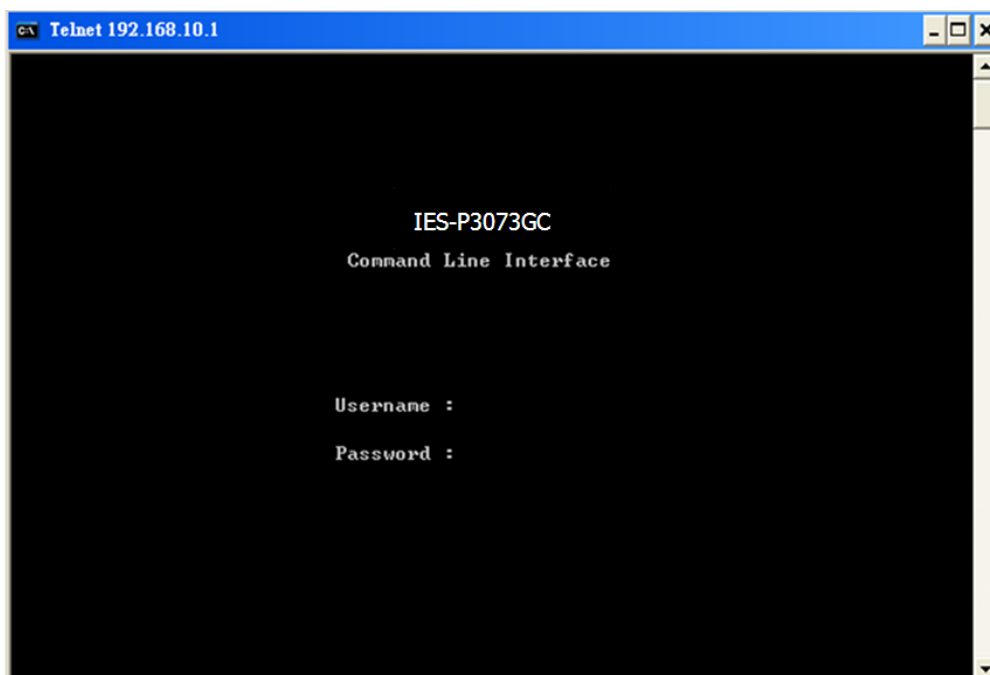 Telnet 192.168.10.1
IES-P3073GC
Command Line Interface
Username :
Password :